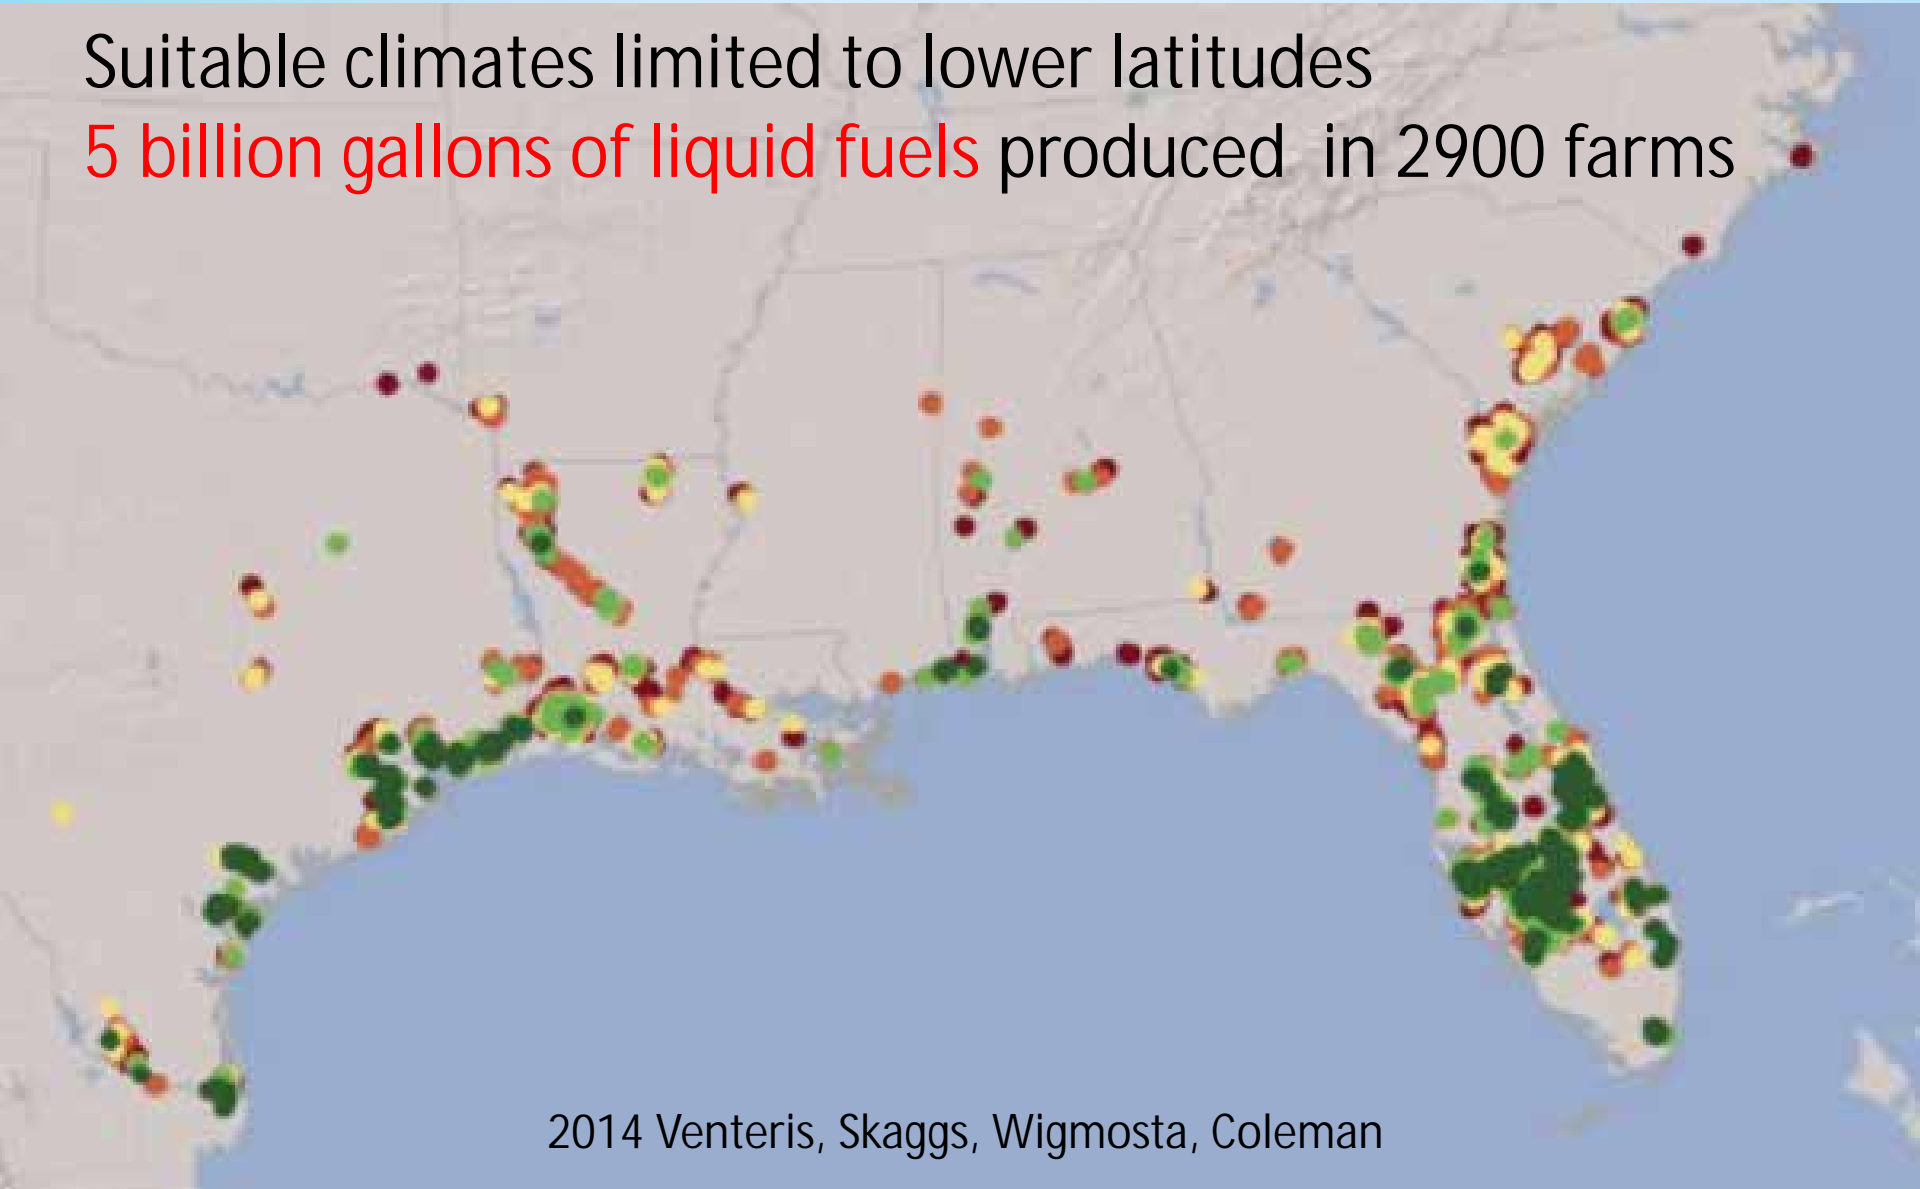 Suitable climates limited to lower latitudes
5 billion gallons of liquid fuels produced in 2900 farms
2014 Venteris, Skaggs, Wigmosta, Coleman